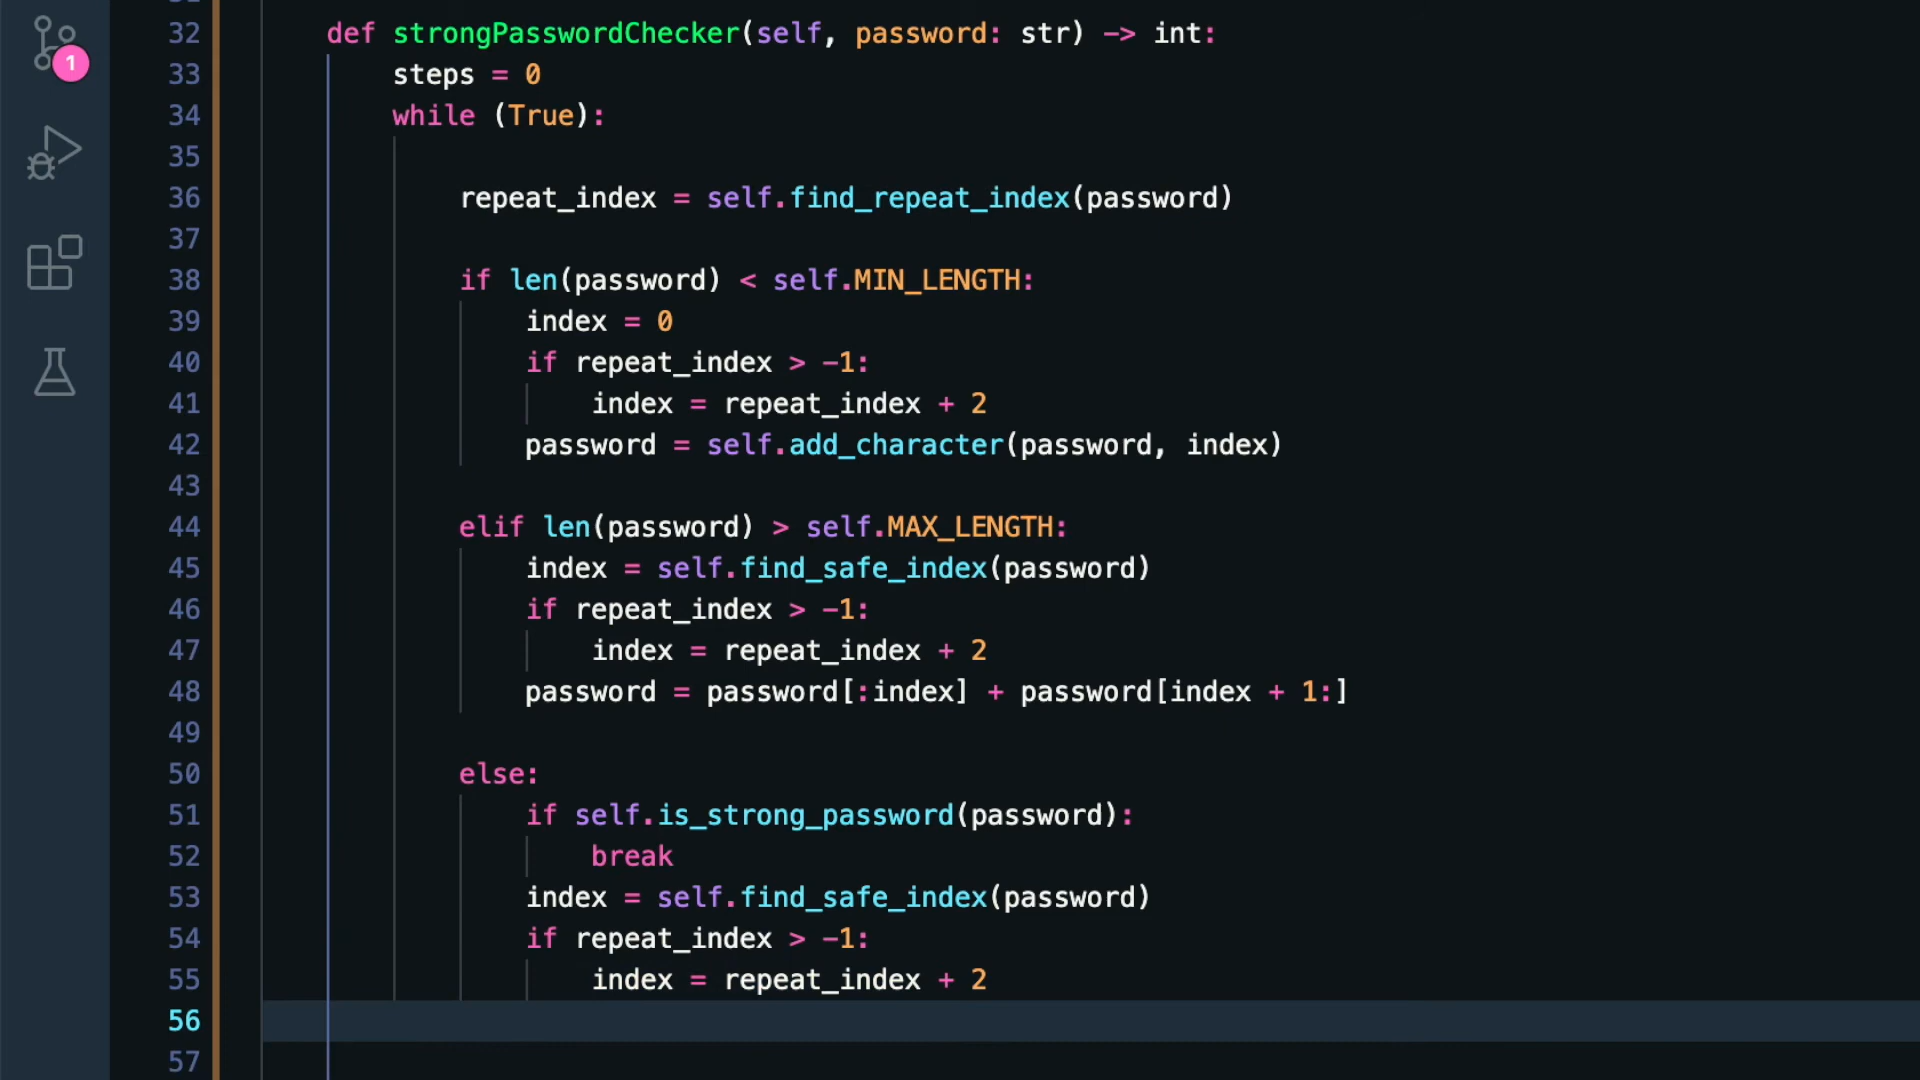 1
32 def strongPasswordChecker(self, password: str) -> int:
33 steps = 0
34 while (True):
35
36 repeat_index = self.find_repeat_index(password)
37
38 if len(password) < self.MIN_LENGTH:
39 index = 0
40 if repeat_index > -1:
41 index = repeat_index + 2
42 password = self.add_character(password, index)
43
44 elif len(password) > self.MAX_LENGTH:
45 index = self.find_safe_index(password)
46 if repeat_index > -1:
47 index = repeat_index + 2
48 password = password[:index] + password[index + 1:]
49
50 else:
51 if self.is_strong_password(password):
52 break
53 index = self.find_safe_index(password)
54 if repeat_index > -1:
55 index = repeat_index + 2
56
57